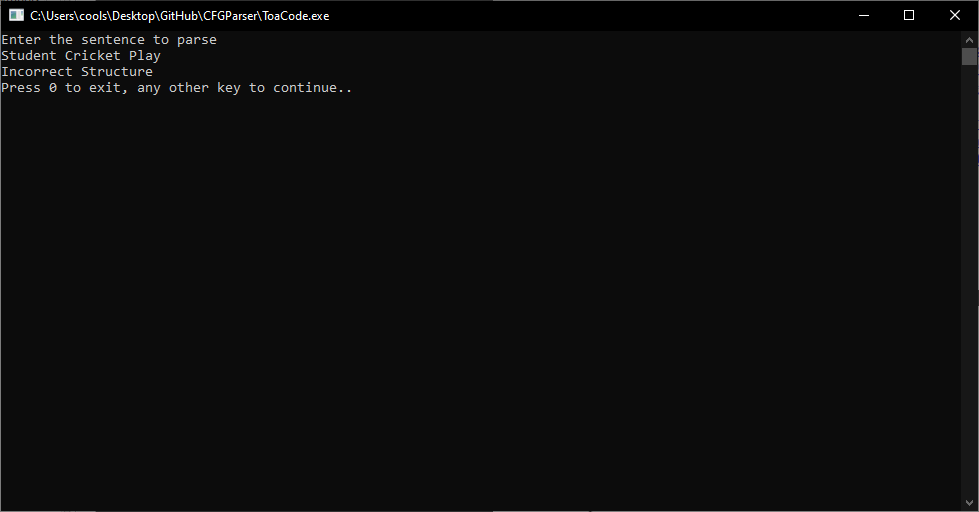 C:\Users\cools\Desktop\GitHub\CFGParser\ToaCode.exe
Enter the sentence to parse
Student Cricket Play
Incorrect Structure
Press 0 to exit, any other key to continue..